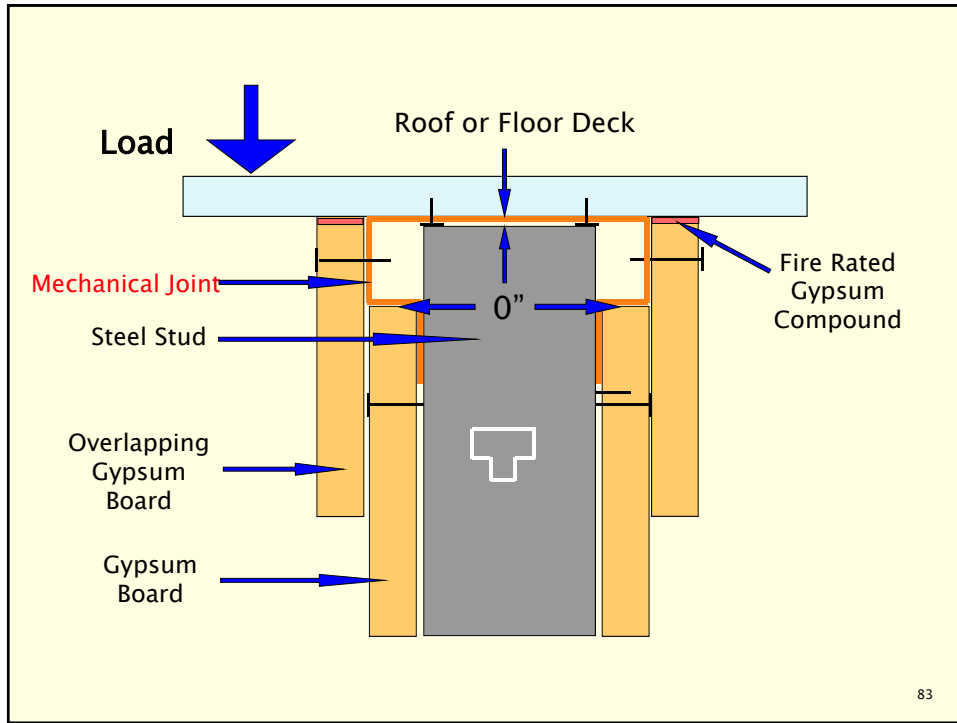 Load
Roof or Floor Deck
Mechanical Joint
0”
Fire Rated
Gypsum
Compound
Steel Stud
Overlapping
Gypsum
Board
Gypsum
Board
83